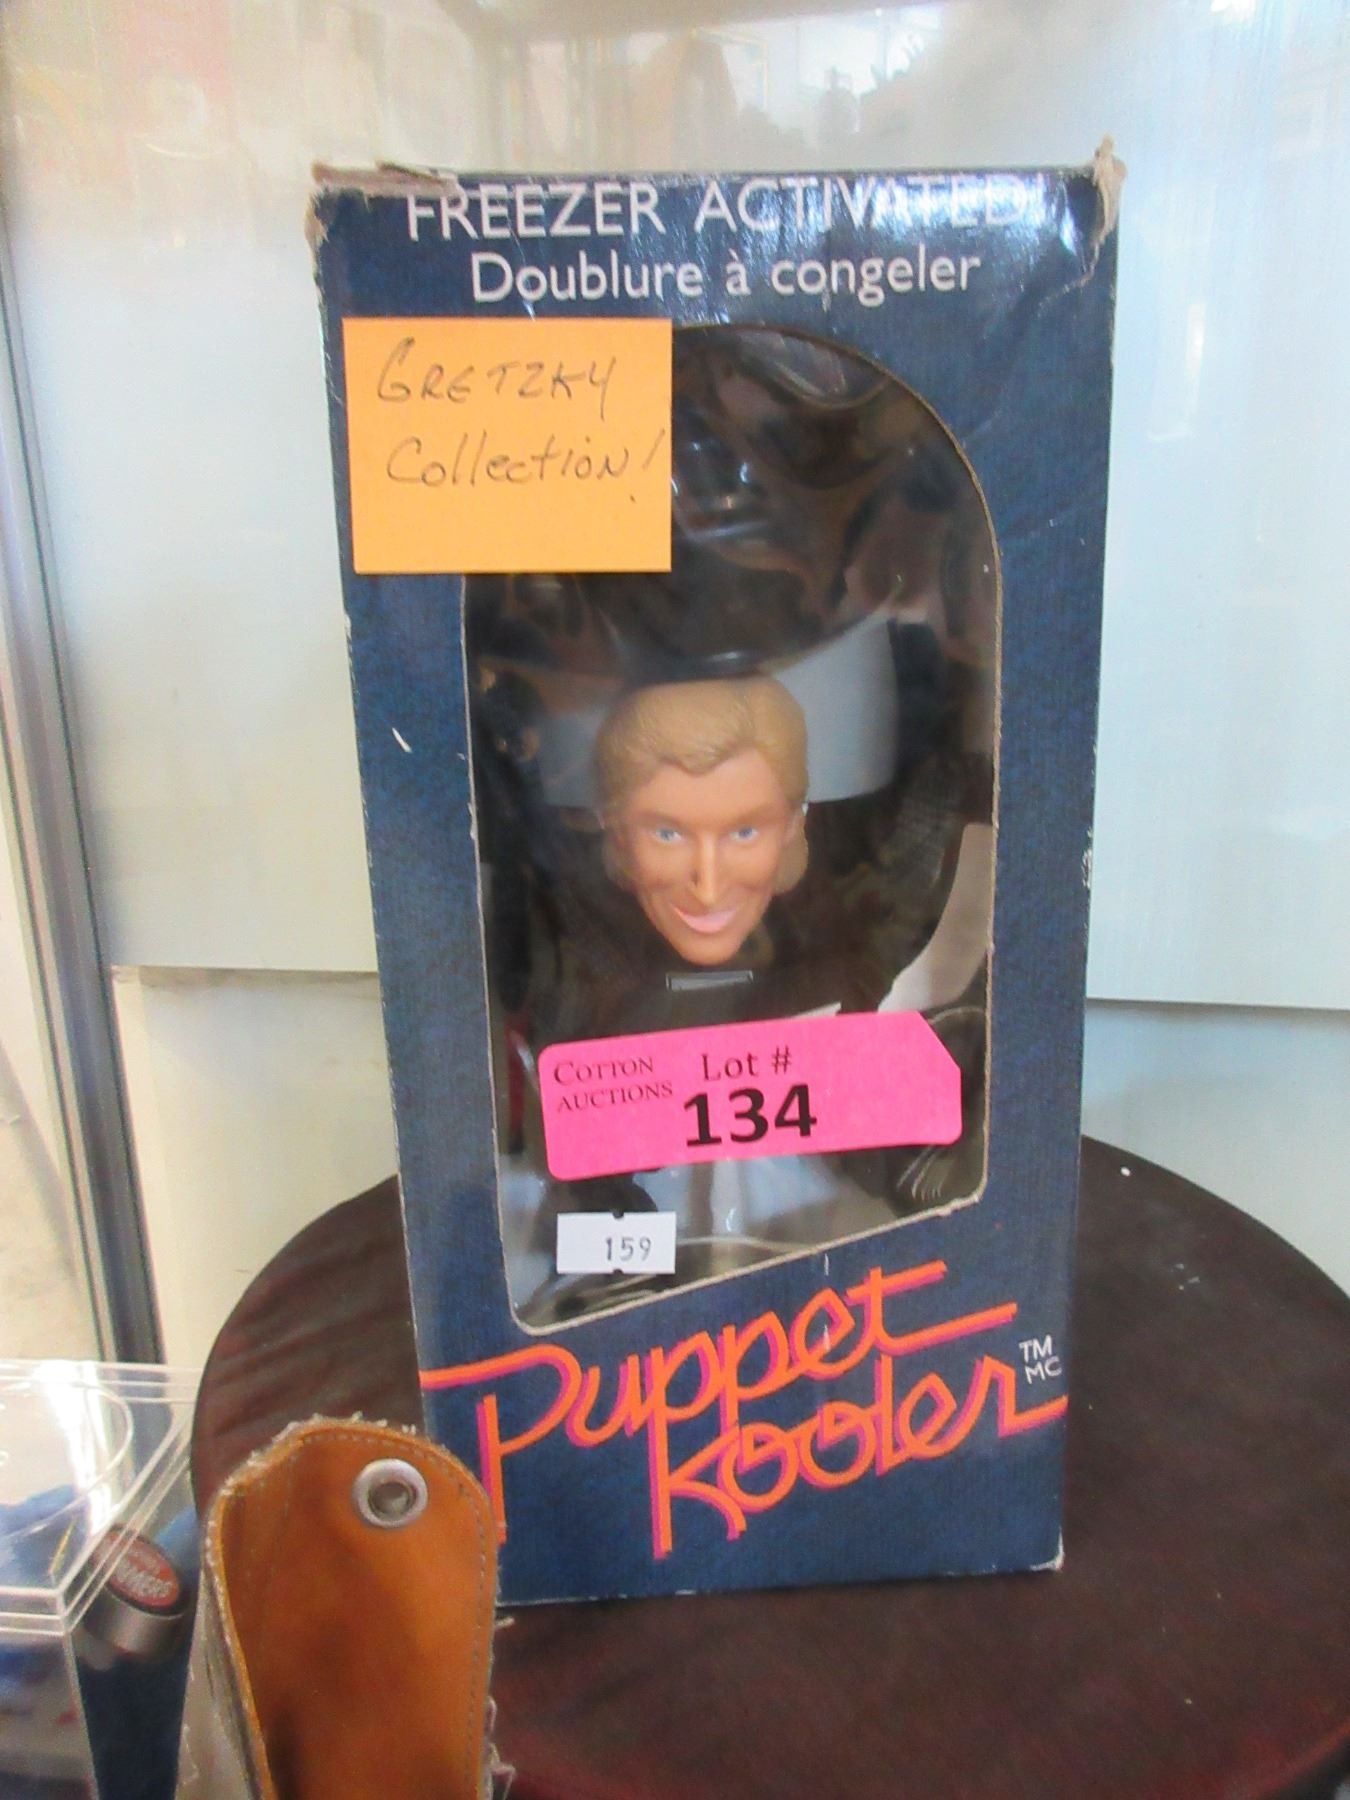 FREEZER ACTIVATED!
Doublure à congeler
GRETZKY
Collection!
COTTON
AUCTIONS
Lot #
134
159
Puppet
Kooler
TM
MC